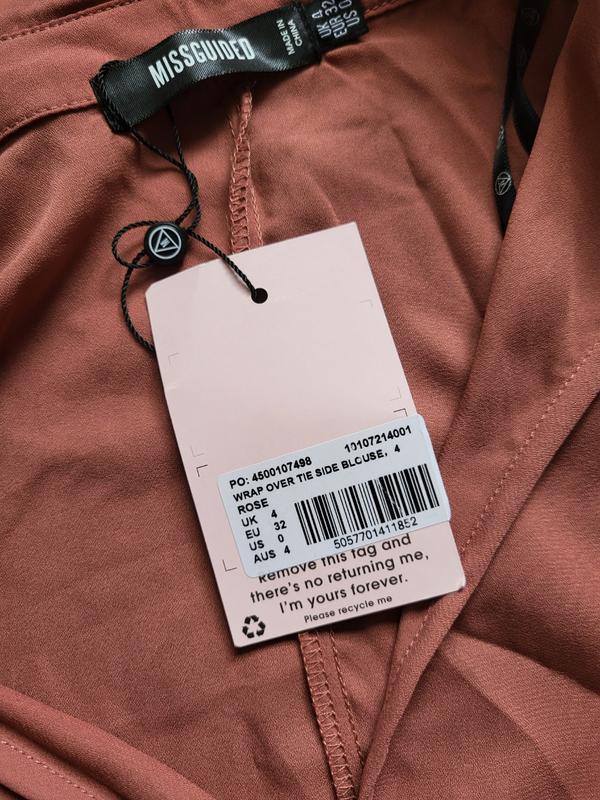 MISSGUIDED
MADE IN
CHINA
UK 4
EUR 32
US 0
PO: 4500107498 10107214001
WRAP OVER TIE SIDE BLOUSE, 4
ROSE
UK 4
EU 32
US 0
AUS 4
5057701411852
Remove this tag and
there's no returning me,
I'm yours forever.
Please recycle me